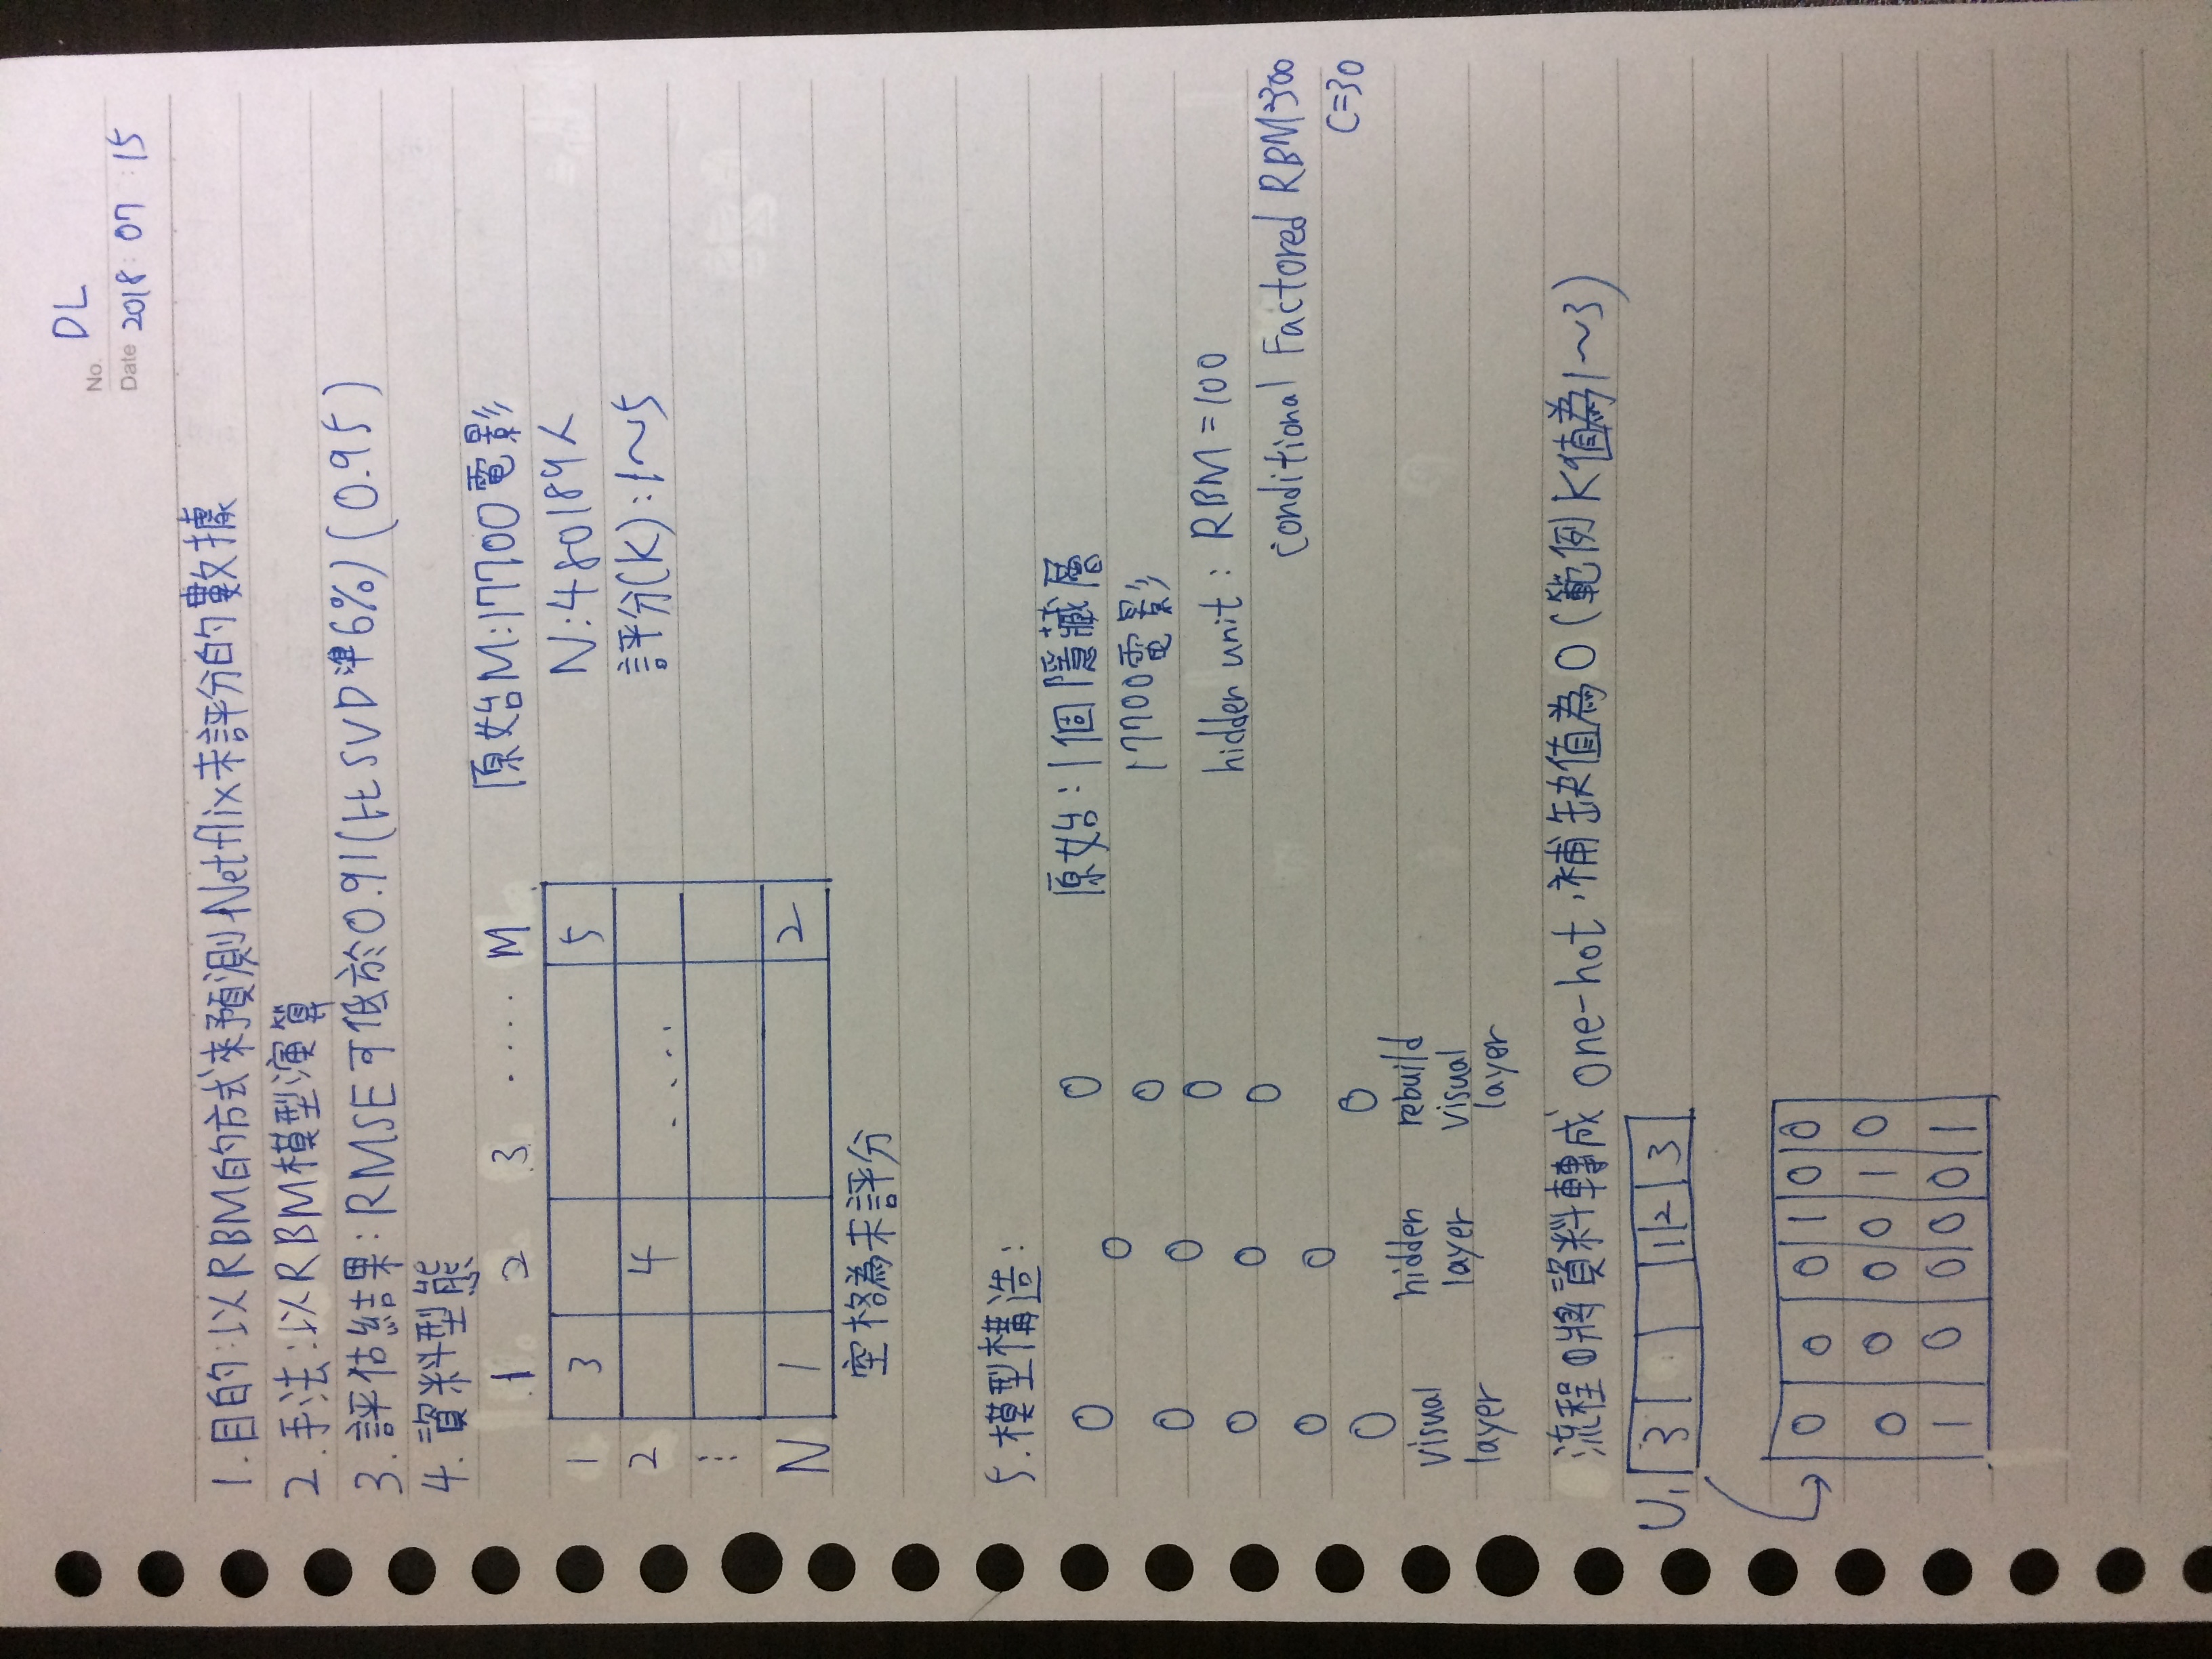 No. DL
Date 2018 07 15
1. 目的:以RBM的方式來預測Netflix未評分的數據
2. 手法:以RBM模型演算
3. 評估結果:RMSE可低於0.91(比SVD準6%)(0.95)
4. 資料型態
1 2 3 ..... M
1 3 5
2 4 .....
⋮
N 1 2
空格為未評分
原始M:17700電影
N:480189人
評分(K):1~5
5. 模型構造:
visual layer
hidden layer
rebuild visual layer
原始:1個隱藏層
17700電影
hidden unit: RBM=100
conditional Factored RBM=300
C=30
流程①將資料轉成 one-hot,補缺值為0(範例K值為1~3)
U1 3 1 2 3
0 0 0 1 0 0
0 0 0 0 1 0
1 0 0 0 0 1